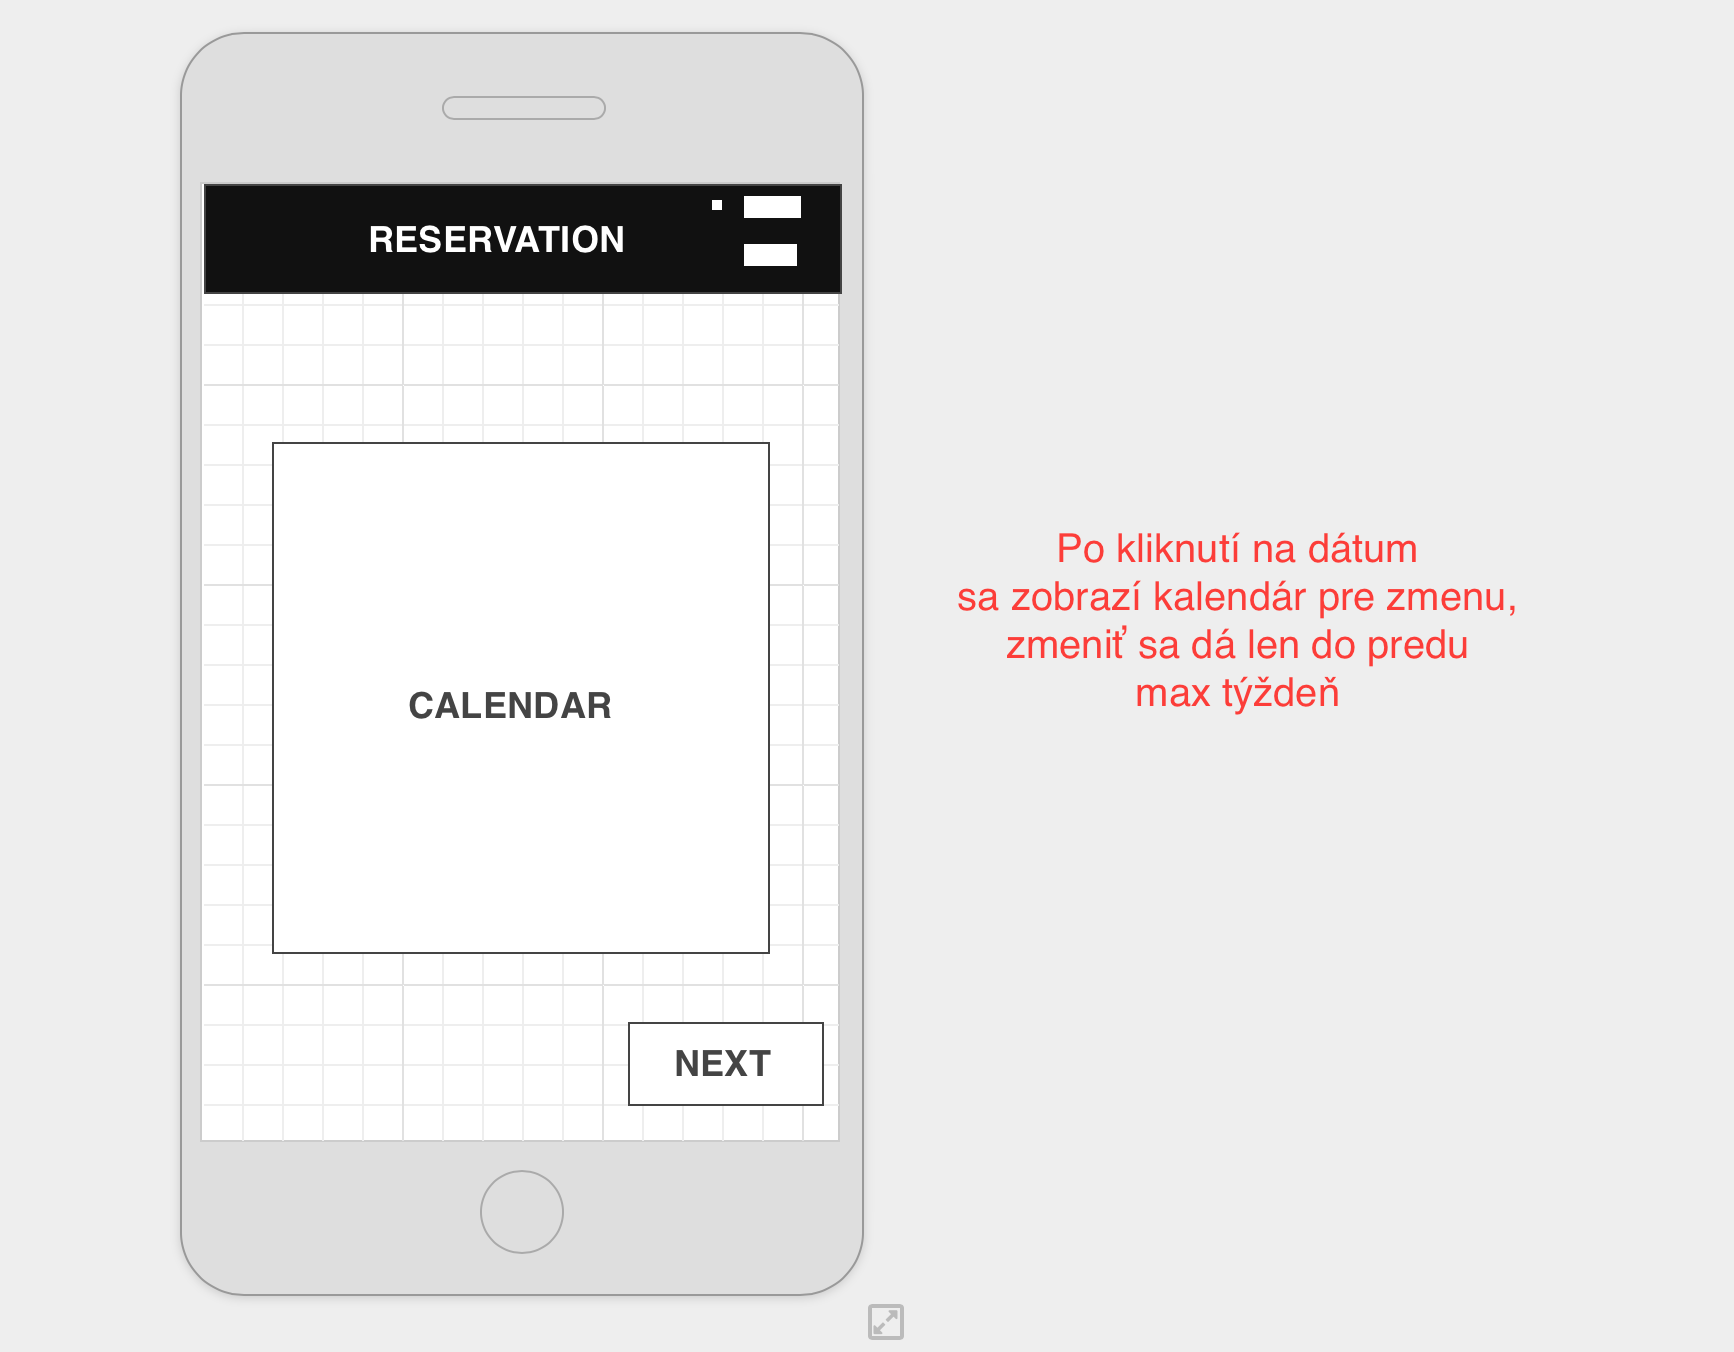 RESERVATION
CALENDAR
NEXT
Po kliknutí na dátum
sa zobrazí kalendár pre zmenu,
zmeniť sa dá len do predu
max týždeň